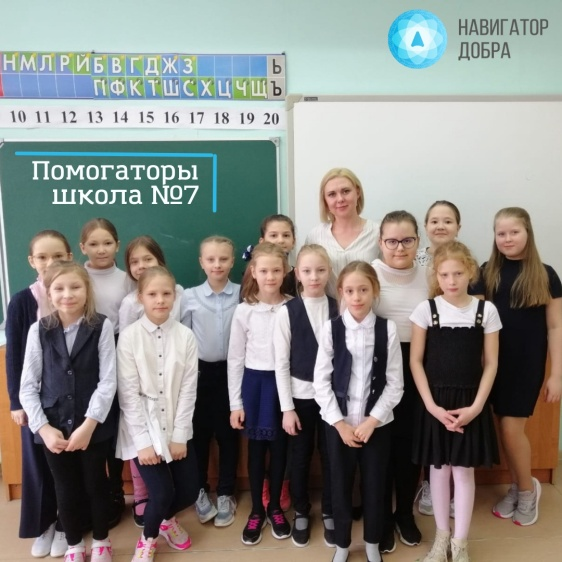 НАВИГАТОР
ДОБРА
НМЛРЙБВГДЖЗ Ь
ПФКТШСХЦЧЩ Ъ
10 11 12 13 14 15 16 17 18 19 20
Помогаторы
школа №7